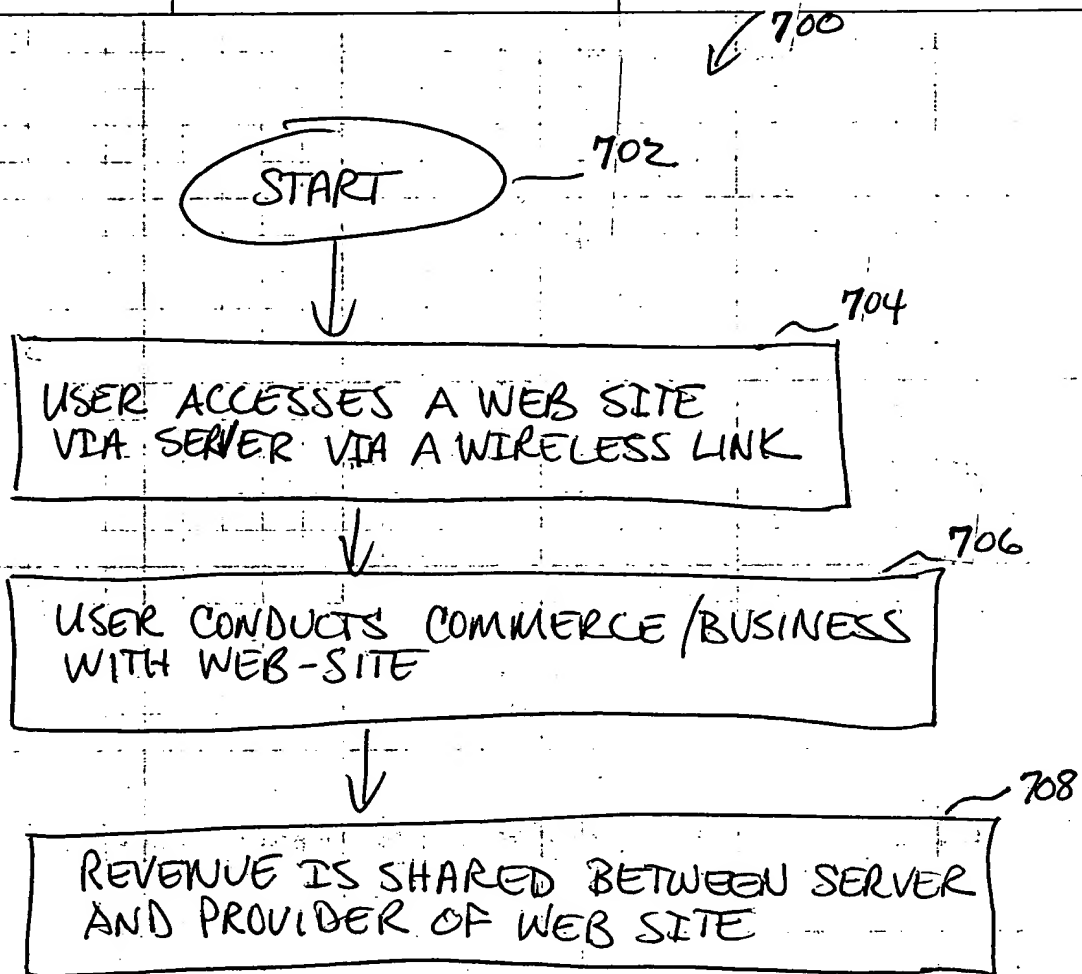 700
START
702
704
USER ACCESSES A WEB SITE
VIA SERVER VIA A WIRELESS LINK
706
USER CONDUCTS COMMERCE/BUSINESS
WITH WEB-SITE
708
REVENUE IS SHARED BETWEEN SERVER
AND PROVIDER OF WEB SITE